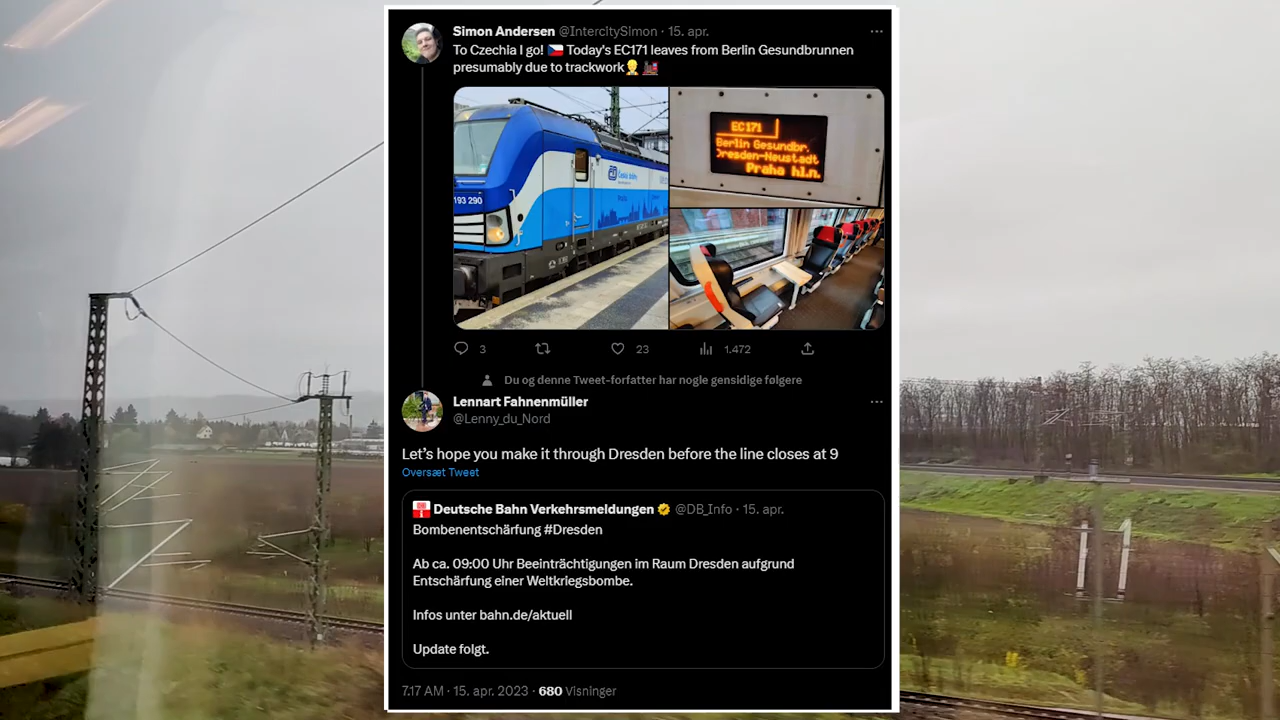 Simon Andersen @IntercitySimon · 15. apr.
To Czechia I go! 🇨🇿 Today's EC171 leaves from Berlin Gesundbrunnen
presumably due to trackwork👷🚂
193 290
EC171
Berlin Gesundbr.
Dresden-Neustadt
Praha hl.n.
3 23 1.472
Du og denne Tweet-forfatter har nogle gensidige følgere
Lennart Fahnenmüller
@Lenny_du_Nord
Let's hope you make it through Dresden before the line closes at 9
Oversæt Tweet
Deutsche Bahn Verkehrsmeldungen @DB_Info · 15. apr.
Bombenentschärfung #Dresden
Ab ca. 09:00 Uhr Beeinträchtigungen im Raum Dresden aufgrund
Entschärfung einer Weltkriegsbombe.
Infos unter bahn.de/aktuell
Update folgt.
7.17 AM · 15. apr. 2023 · 680 Visninger